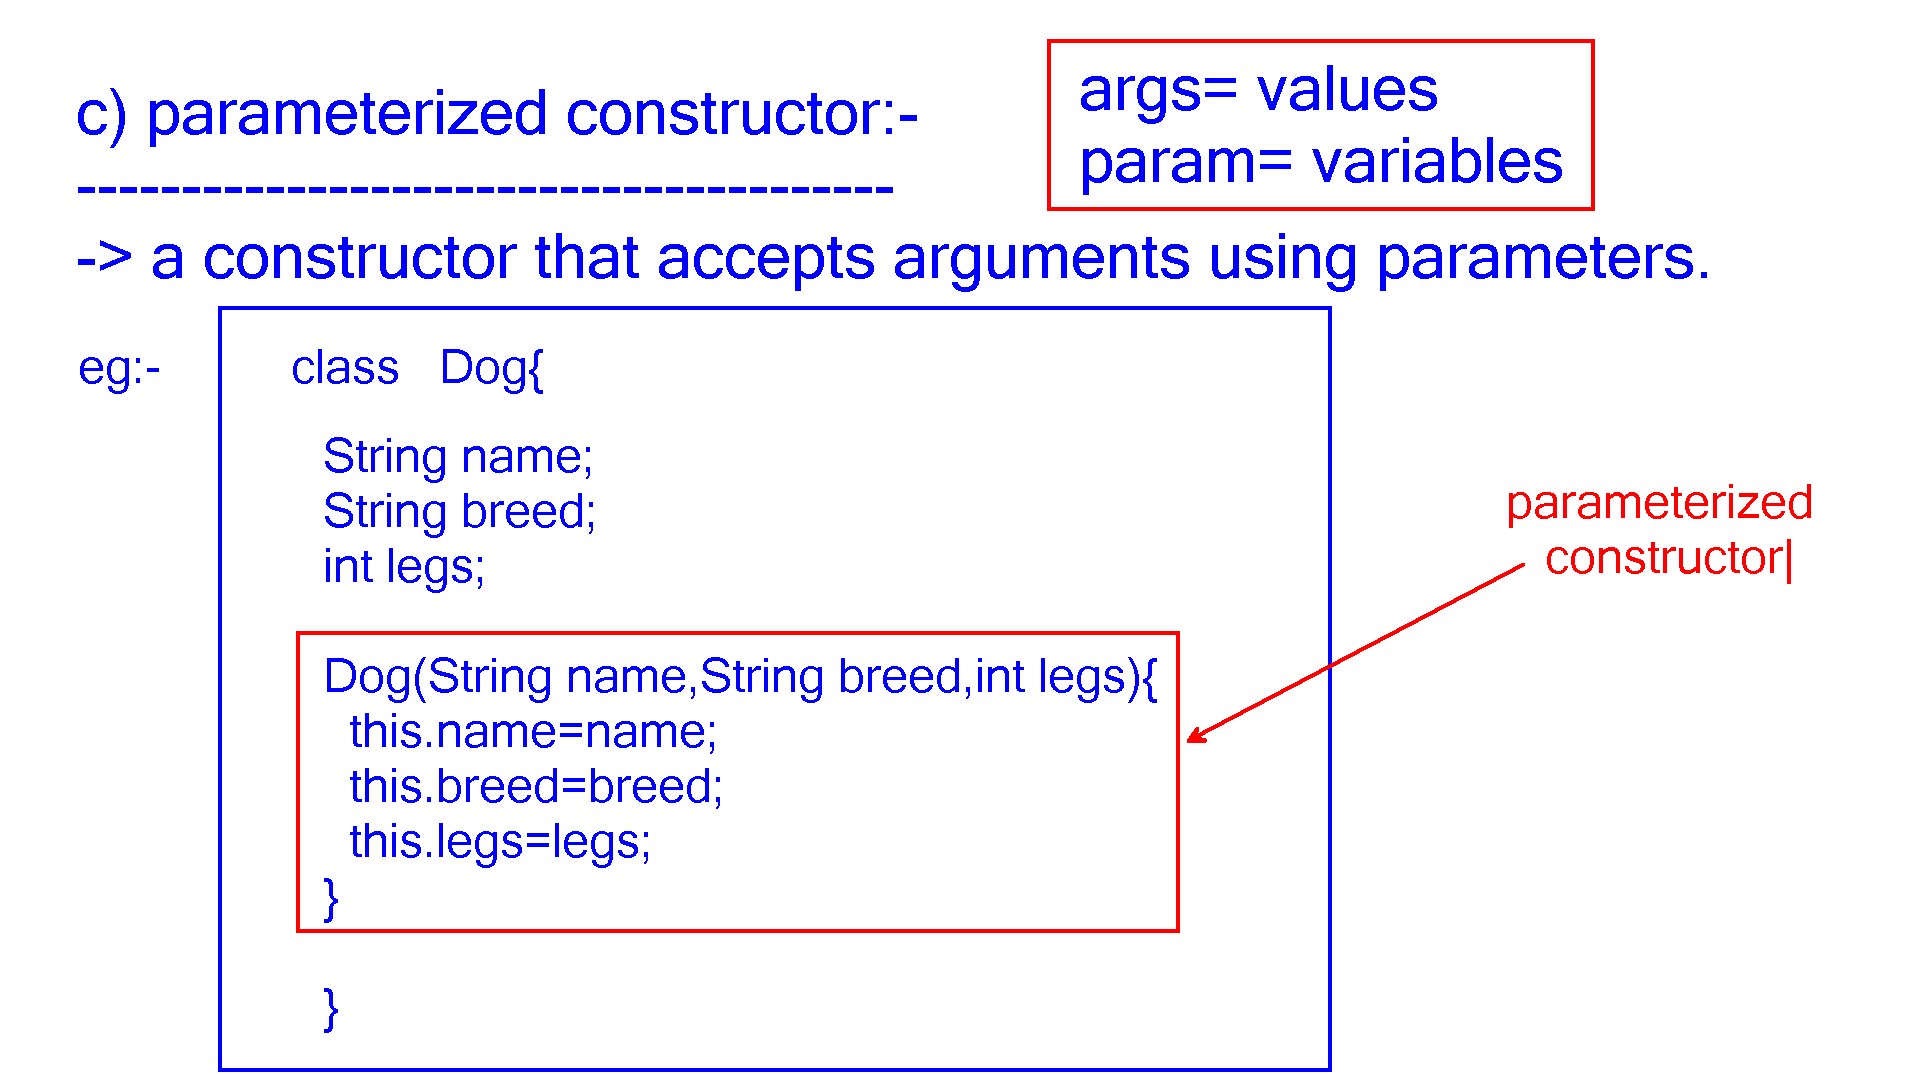 c) parameterized constructor:-
---------------------------------------
args= values
param= variables
-> a constructor that accepts arguments using parameters.
eg:-
class   Dog{
String name;
String breed;
int legs;
Dog(String name,String breed,int legs){
this.name=name;
this.breed=breed;
this.legs=legs;
}
}
parameterized
constructor|